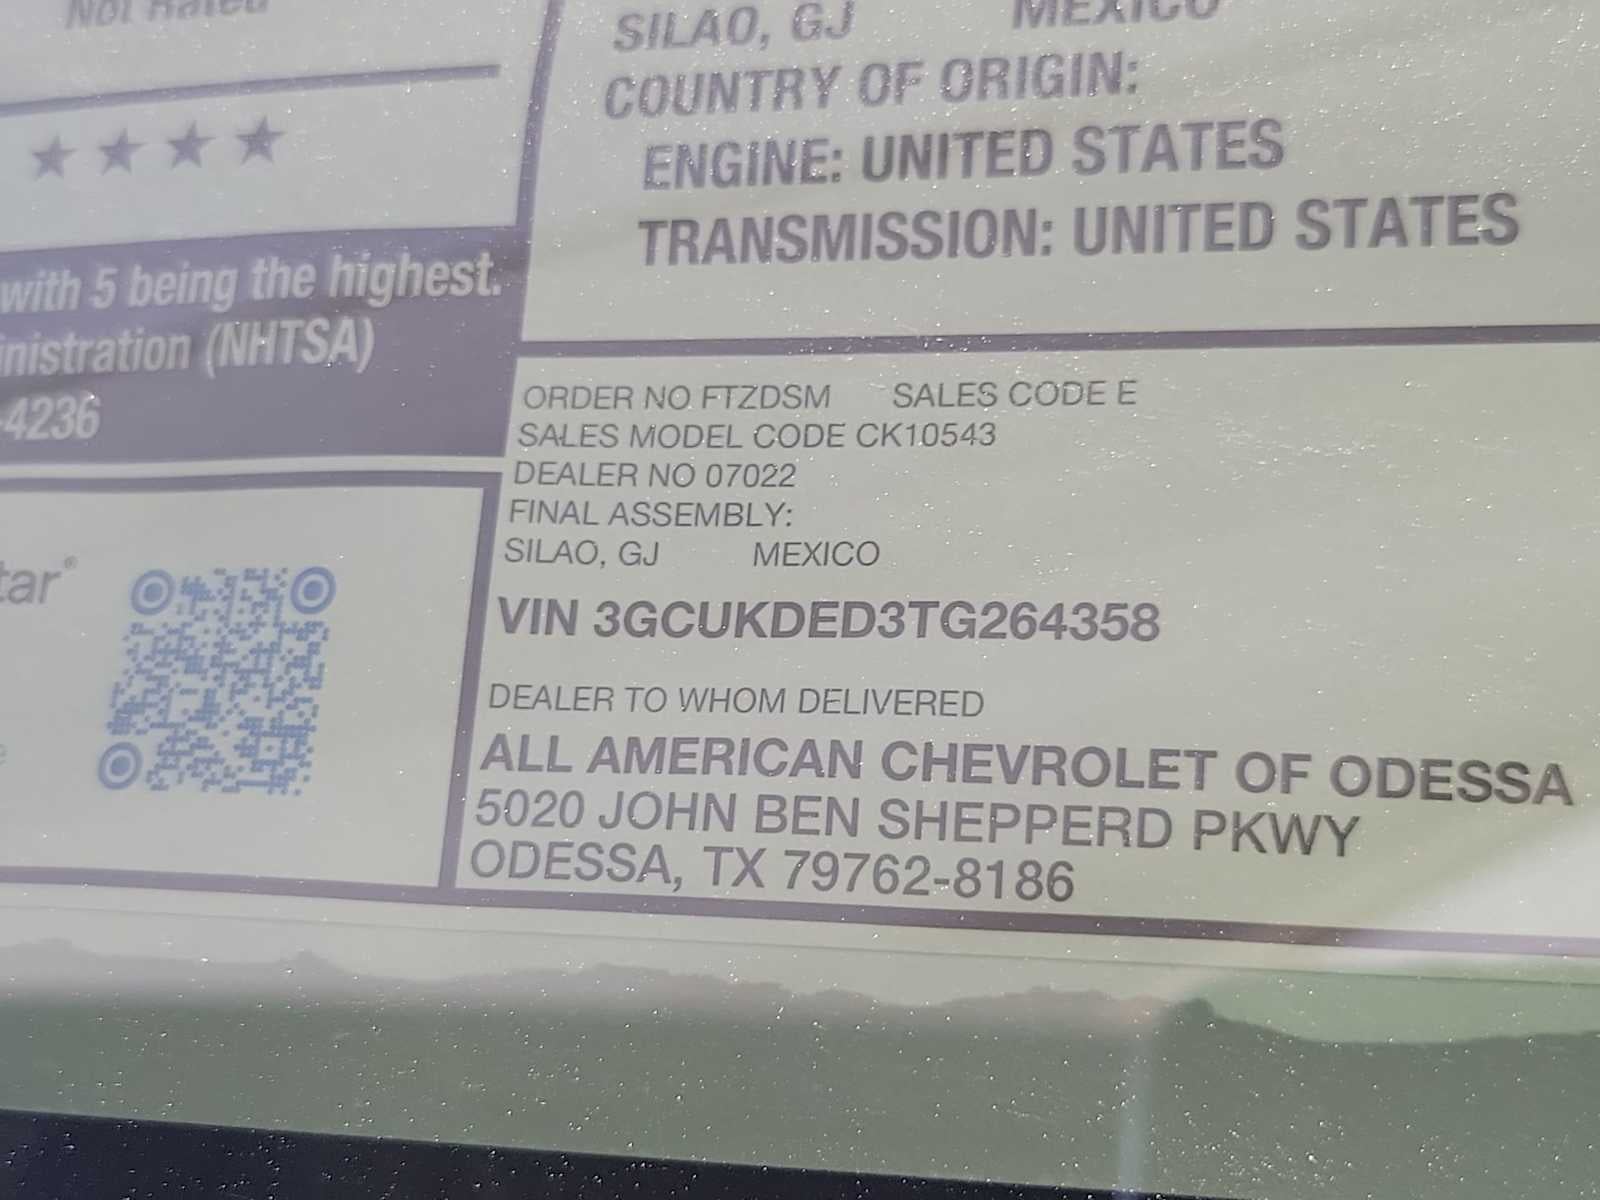 Not Rated
★ ★ ★ ★
with 5 being the highest.
inistration (NHTSA)
-4236
tar®
SILAO, GJ MEXICO
COUNTRY OF ORIGIN:
ENGINE: UNITED STATES
TRANSMISSION: UNITED STATES
ORDER NO FTZDSM SALES CODE E
SALES MODEL CODE CK10543
DEALER NO 07022
FINAL ASSEMBLY:
SILAO, GJ MEXICO
VIN 3GCUKDED3TG264358
DEALER TO WHOM DELIVERED
ALL AMERICAN CHEVROLET OF ODESSA
5020 JOHN BEN SHEPPERD PKWY
ODESSA, TX 79762-8186